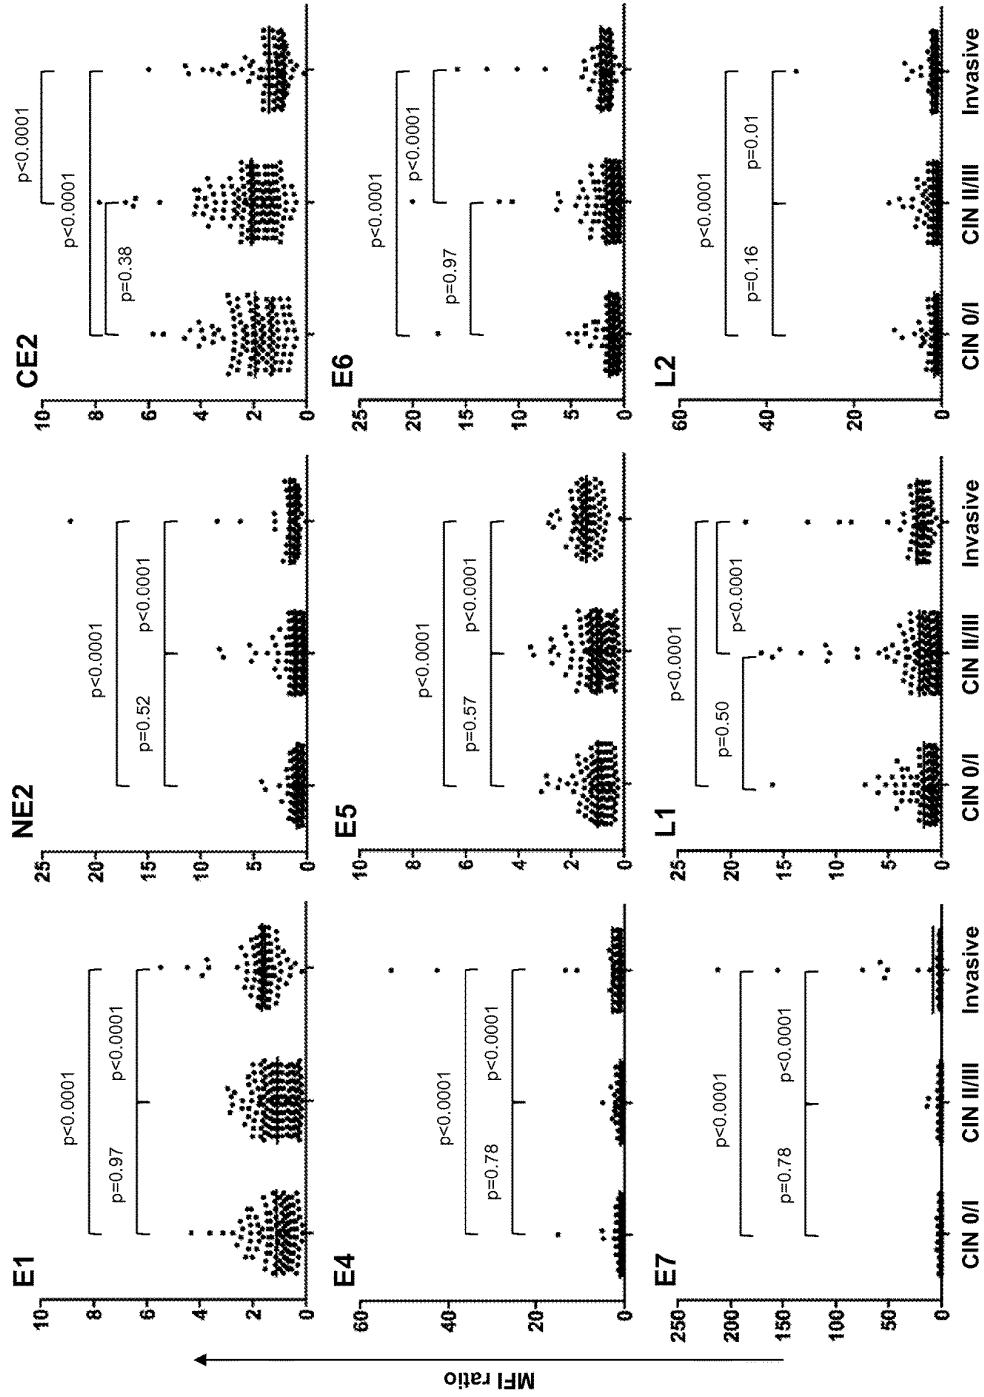 MFI ratio
E1
10
8
6
4
2
0
p<0.0001
p=0.97
p<0.0001
NE2
25
20
15
10
5
0
p<0.0001
p=0.52
p<0.0001
CE2
10
8
6
4
2
0
p<0.0001
p<0.0001
p=0.38
E4
60
40
20
0
p<0.0001
p=0.78
p<0.0001
E5
10
8
6
4
2
0
p<0.0001
p=0.57
p<0.0001
E6
25
20
15
10
5
0
p<0.0001
p<0.0001
p=0.97
E7
250
200
150
100
50
0
p<0.0001
p=0.78
p<0.0001
CIN 0/I
CIN II/III
Invasive
L1
25
20
15
10
5
0
p<0.0001
p<0.0001
p=0.50
CIN 0/I
CIN II/III
Invasive
L2
60
40
20
0
p<0.0001
p=0.16
p=0.01
CIN 0/I
CIN II/III
Invasive